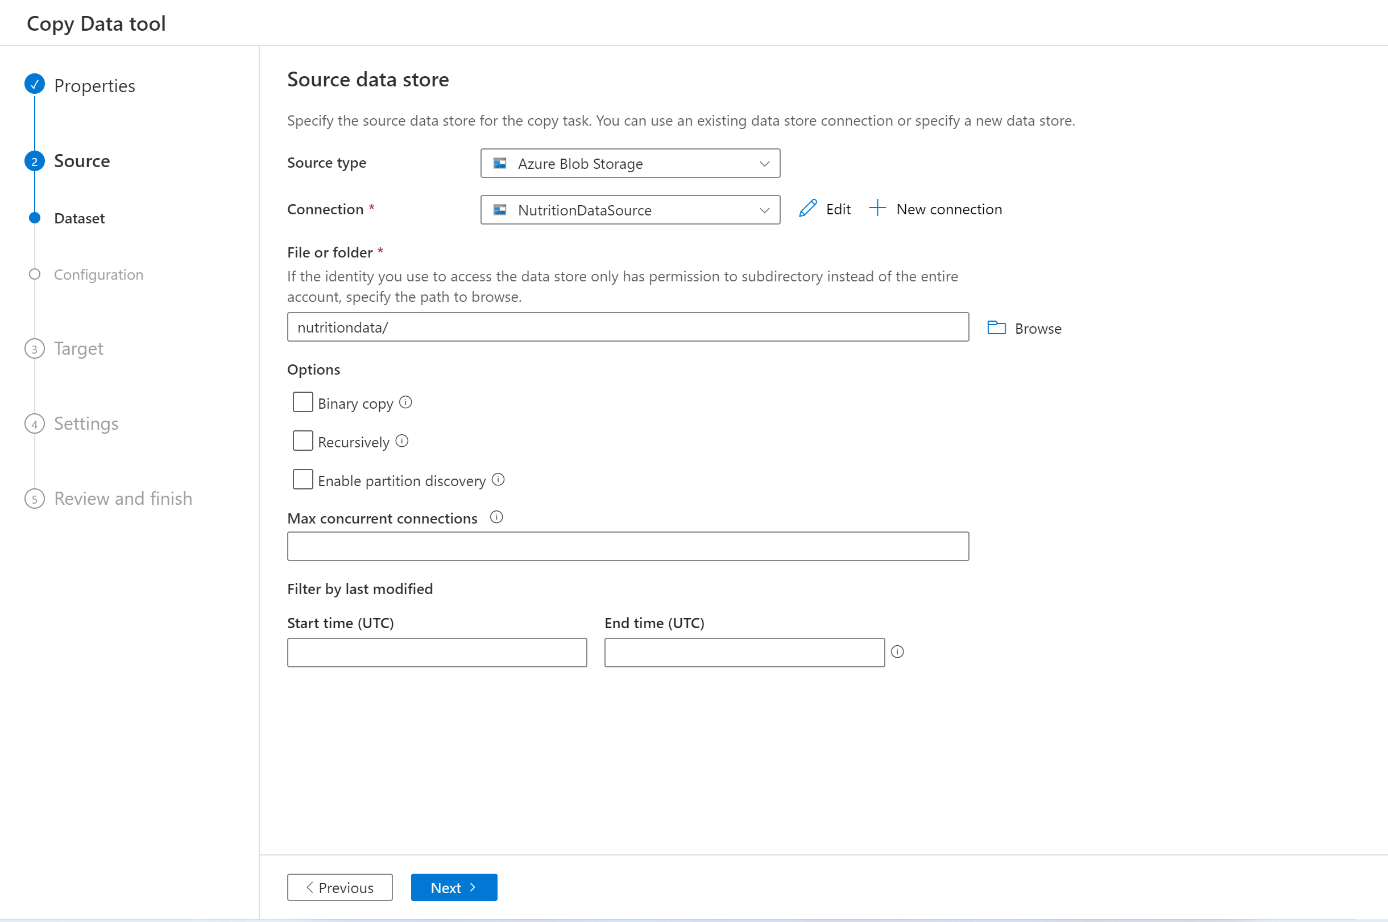 Copy Data tool
Properties
2 Source
Dataset
Configuration
3 Target
4 Settings
5 Review and finish
Source data store
Specify the source data store for the copy task. You can use an existing data store connection or specify a new data store.
Source type Azure Blob Storage
Connection * NutritionDataSource Edit New connection
File or folder *
If the identity you use to access the data store only has permission to subdirectory instead of the entire
account, specify the path to browse.
nutritiondata/ Browse
Options
Binary copy
Recursively
Enable partition discovery
Max concurrent connections
Filter by last modified
Start time (UTC) End time (UTC)
Previous Next